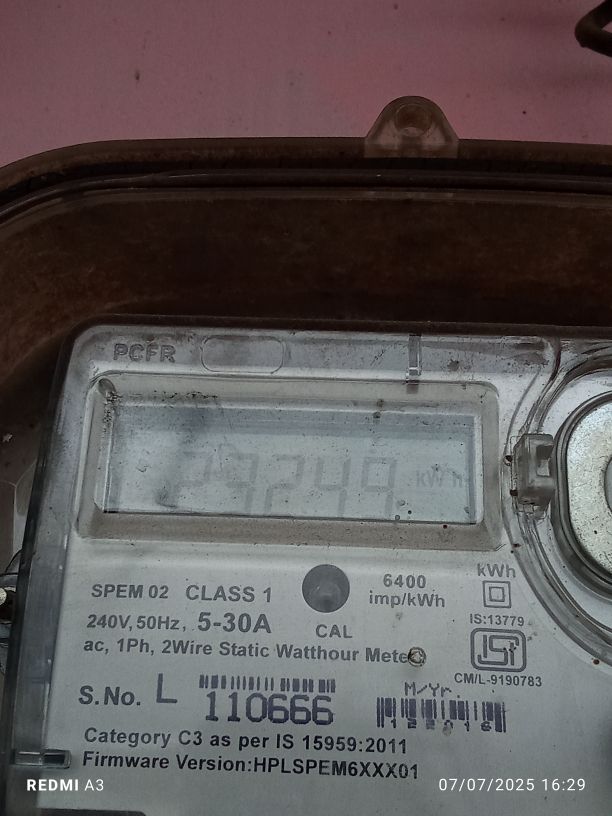 PCFR
29249 kWh
SPEM 02 CLASS 1
6400
imp/kWh
kWh
240V, 50Hz, 5-30A
CAL
IS:13779
ac, 1Ph, 2Wire Static Watthour Meter
ISI
CM/L-9190783
S.No. L 110666
M/Yr.
Category C3 as per IS 15959:2011
Firmware Version:HPLSPEM6XXX01
REDMI A3
07/07/2025 16:29